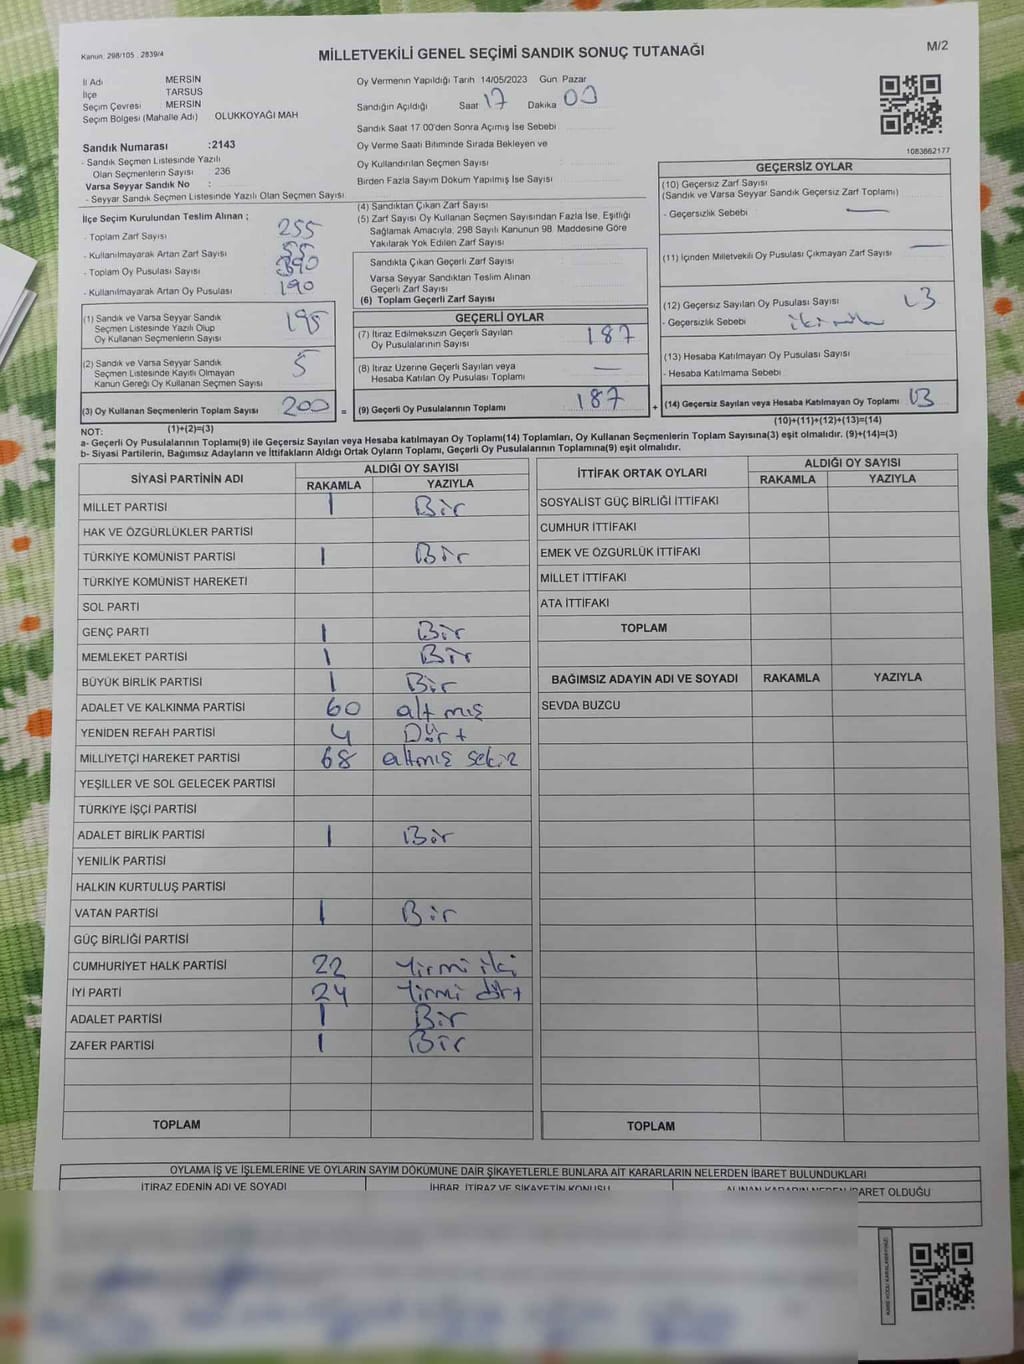 Kanun: 298/105, 2839/4
MİLLETVEKİLİ GENEL SEÇİMİ SANDIK SONUÇ TUTANAĞI
M/2
İl Adı MERSİN
İlçe TARSUS
Seçim Çevresi MERSİN
Seçim Bölgesi (Mahalle Adı) OLUKKOYAĞI MAH
Sandık Numarası :2143
- Sandık Seçmen Listesinde Yazılı
Olan Seçmenlerin Sayısı : 236
Varsa Seyyar Sandık No :
- Seyyar Sandık Seçmen Listesinde Yazılı Olan Seçmen Sayısı
İlçe Seçim Kurulundan Teslim Alınan ;
- Toplam Zarf Sayısı 255
- Kullanılmayarak Artan Zarf Sayısı 55
- Toplam Oy Pusulası Sayısı 390
- Kullanılmayarak Artan Oy Pusulası 190
(1) Sandık ve Varsa Seyyar Sandık
Seçmen Listesinde Yazılı Olup
Oy Kullanan Seçmenlerin Sayısı 195
(2) Sandık ve Varsa Seyyar Sandık
Seçmen Listesinde Kayıtlı Olmayan
Kanun Gereği Oy Kullanan Seçmen Sayısı 5
(3) Oy Kullanan Seçmenlerin Toplam Sayısı 200 =
(1)+(2)=(3)
Oy Vermenin Yapıldığı Tarih 14/05/2023 Gün Pazar
Sandığın Açıldığı Saat 17 Dakika 00
Sandık Saat 17:00'den Sonra Açımış İse Sebebi
Oy Verme Saati Bitiminde Sırada Bekleyen ve
Oy Kullandırılan Seçmen Sayısı :
Birden Fazla Sayım Döküm Yapılmış İse Sayısı :
(4) Sandıktan Çıkan Zarf Sayısı
(5) Zarf Sayısı Oy Kullanan Seçmen Sayısından Fazla İse, Eşitliği
Sağlamak Amacıyla, 298 Sayılı Kanunun 98. Maddesine Göre
Yakılarak Yok Edilen Zarf Sayısı
Sandıkta Çıkan Geçerli Zarf Sayısı
Varsa Seyyar Sandıktan Teslim Alınan
Geçerli Zarf Sayısı
(6) Toplam Geçerli Zarf Sayısı
GEÇERLİ OYLAR
(7) İtiraz Edilmeksizin Geçerli Sayılan
Oy Pusulalarının Sayısı 187
(8) İtiraz Üzerine Geçerli Sayılan veya
Hesaba Katılan Oy Pusulası Toplamı —
(9) Geçerli Oy Pusulalarının Toplamı 187 +
1083662177
GEÇERSİZ OYLAR
(10) Geçersiz Zarf Sayısı
(Sandık ve Varsa Seyyar Sandık Geçersiz Zarf Toplamı)
- Geçersizlik Sebebi —
(11) İçinden Milletvekili Oy Pusulası Çıkmayan Zarf Sayısı —
(12) Geçersiz Sayılan Oy Pusulası Sayısı 13
- Geçersizlik Sebebi
(13) Hesaba Katılmayan Oy Pusulası Sayısı
- Hesaba Katılmama Sebebi
(14) Geçersiz Sayılan veya Hesaba Katılmayan Oy Toplamı 13
(10)+(11)+(12)+(13)=(14)
NOT:
a- Geçerli Oy Pusulalarının Toplamı(9) ile Geçersiz Sayılan veya Hesaba katılmayan Oy Toplamı(14) Toplamları, Oy Kullanan Seçmenlerin Toplam Sayısına(3) eşit olmalıdır. (9)+(14)=(3)
b- Siyasi Partilerin, Bağımsız Adayların ve İttifakların Aldığı Ortak Oyların Toplamı, Geçerli Oy Pusulalarının Toplamına(9) eşit olmalıdır.
SİYASİ PARTİNİN ADI ALDIĞI OY SAYISI
RAKAMLA YAZIYLA
MİLLET PARTİSİ 1 Bir
HAK VE ÖZGÜRLÜKLER PARTİSİ
TÜRKİYE KOMÜNİST PARTİSİ 1 Bir
TÜRKİYE KOMÜNİST HAREKETİ
SOL PARTİ
GENÇ PARTİ 1 Bir
MEMLEKET PARTİSİ 1 Bir
BÜYÜK BİRLİK PARTİSİ 1 Bir
ADALET VE KALKINMA PARTİSİ 60 altmış
YENİDEN REFAH PARTİSİ 4 Dört
MİLLİYETÇİ HAREKET PARTİSİ 68 altmış sekiz
YEŞİLLER VE SOL GELECEK PARTİSİ
TÜRKİYE İŞÇİ PARTİSİ
ADALET BİRLİK PARTİSİ 1 Bir
YENİLİK PARTİSİ
HALKIN KURTULUŞ PARTİSİ
VATAN PARTİSİ 1 Bir
GÜÇ BİRLİĞİ PARTİSİ
CUMHURİYET HALK PARTİSİ 22 Yirmi iki
İYİ PARTİ 24 Yirmi dört
ADALET PARTİSİ 1 Bir
ZAFER PARTİSİ 1 Bir
TOPLAM
İTTİFAK ORTAK OYLARI ALDIĞI OY SAYISI
RAKAMLA YAZIYLA
SOSYALİST GÜÇ BİRLİĞİ İTTİFAKI
CUMHUR İTTİFAKI
EMEK VE ÖZGÜRLÜK İTTİFAKI
MİLLET İTTİFAKI
ATA İTTİFAKI
TOPLAM
BAĞIMSIZ ADAYIN ADI VE SOYADI RAKAMLA YAZIYLA
SEVDA BUZCU
TOPLAM
OYLAMA İŞ VE İŞLEMLERİNE VE OYLARIN SAYIM DÖKÜMÜNE DAİR ŞİKAYETLERLE BUNLARA AİT KARARLARIN NELERDEN İBARET BULUNDUKLARI
İTİRAZ EDENİN ADI VE SOYADI İHBAR, İTİRAZ VE ŞİKAYETİN KONUSU ALINAN KARARIN NEDEN İBARET OLDUĞU